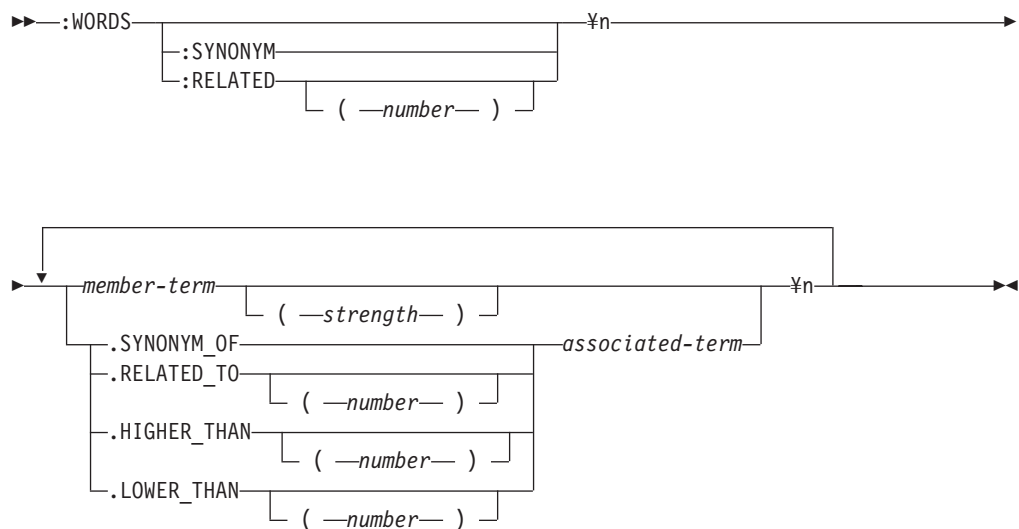 :WORDS ¥n
:SYNONYM
:RELATED
( number )
member-term ¥n
( strength )
.SYNONYM_OF associated-term
.RELATED_TO
( number )
.HIGHER_THAN
( number )
.LOWER_THAN
( number )